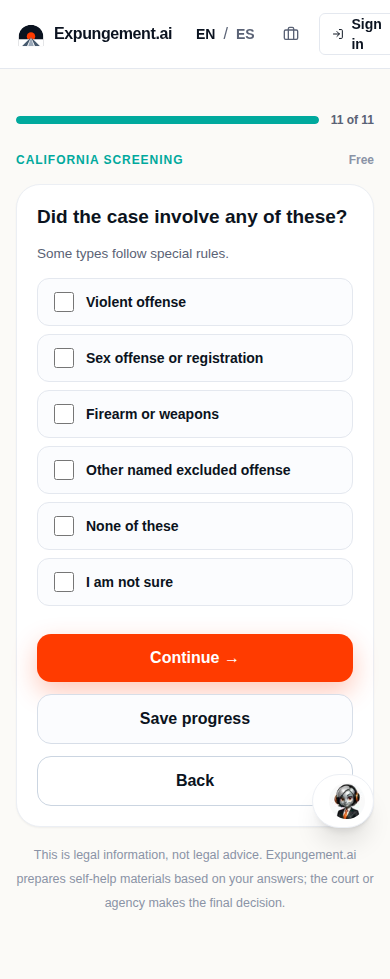 Expungement.ai EN / ES Sign in
11 of 11
CALIFORNIA SCREENING Free
Did the case involve any of these?
Some types follow special rules.
Violent offense
Sex offense or registration
Firearm or weapons
Other named excluded offense
None of these
I am not sure
Continue →
Save progress
Back
This is legal information, not legal advice. Expungement.ai
prepares self-help materials based on your answers; the court or
agency makes the final decision.